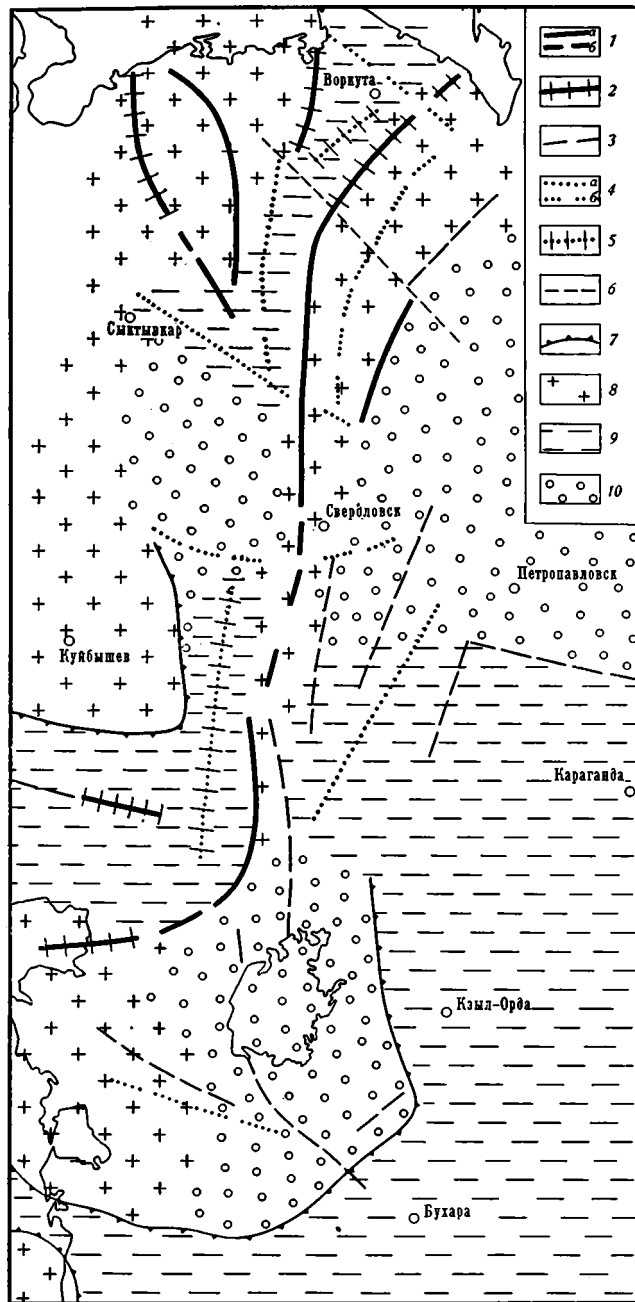 Воркута
Сыктывкар
Свердловск
Петропавловск
Куйбышев
Караганда
Кзыл-Орда
Бухара
а
б
1
2
3
а
б
4
5
6
7
8
9
10